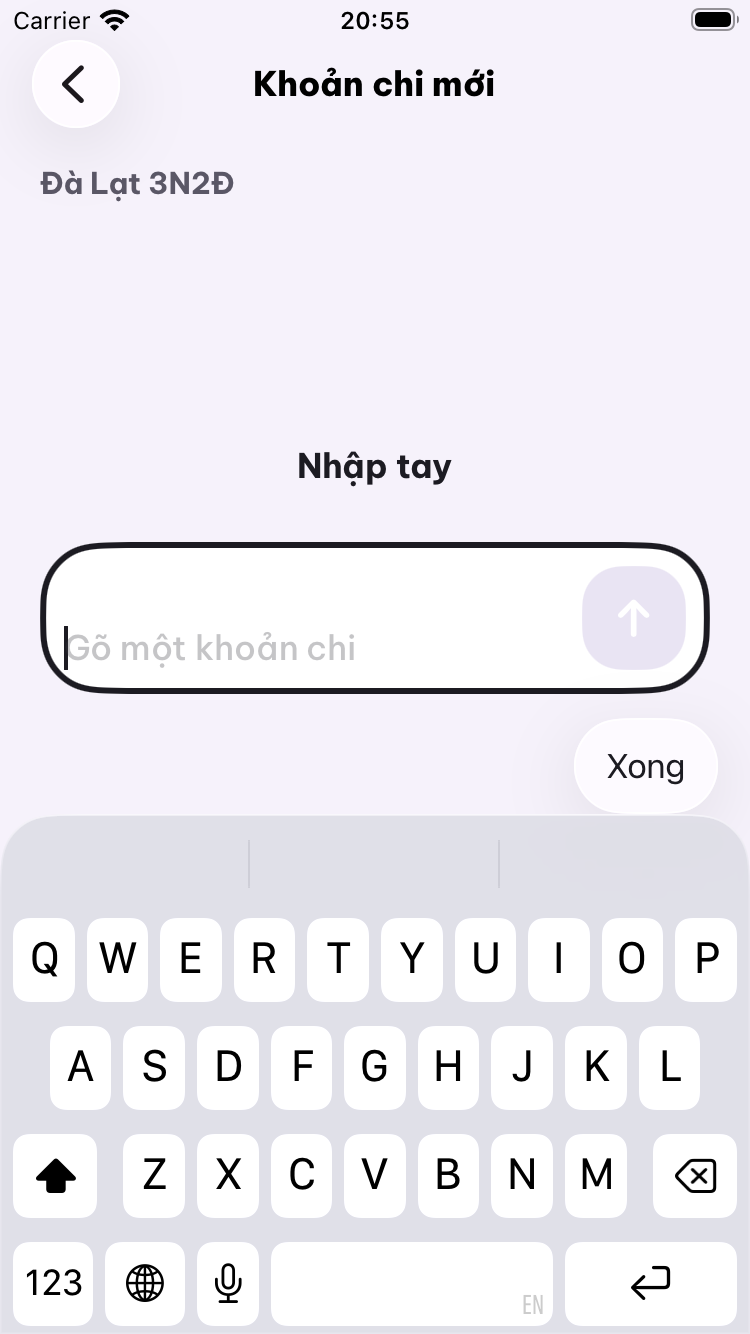 Carrier 20:55
Khoản chi mới
Đà Lạt 3N2Đ
Nhập tay
Gõ một khoản chi
Xong
Q W E R T Y U I O P
A S D F G H J K L
Z X C V B N M
123 EN